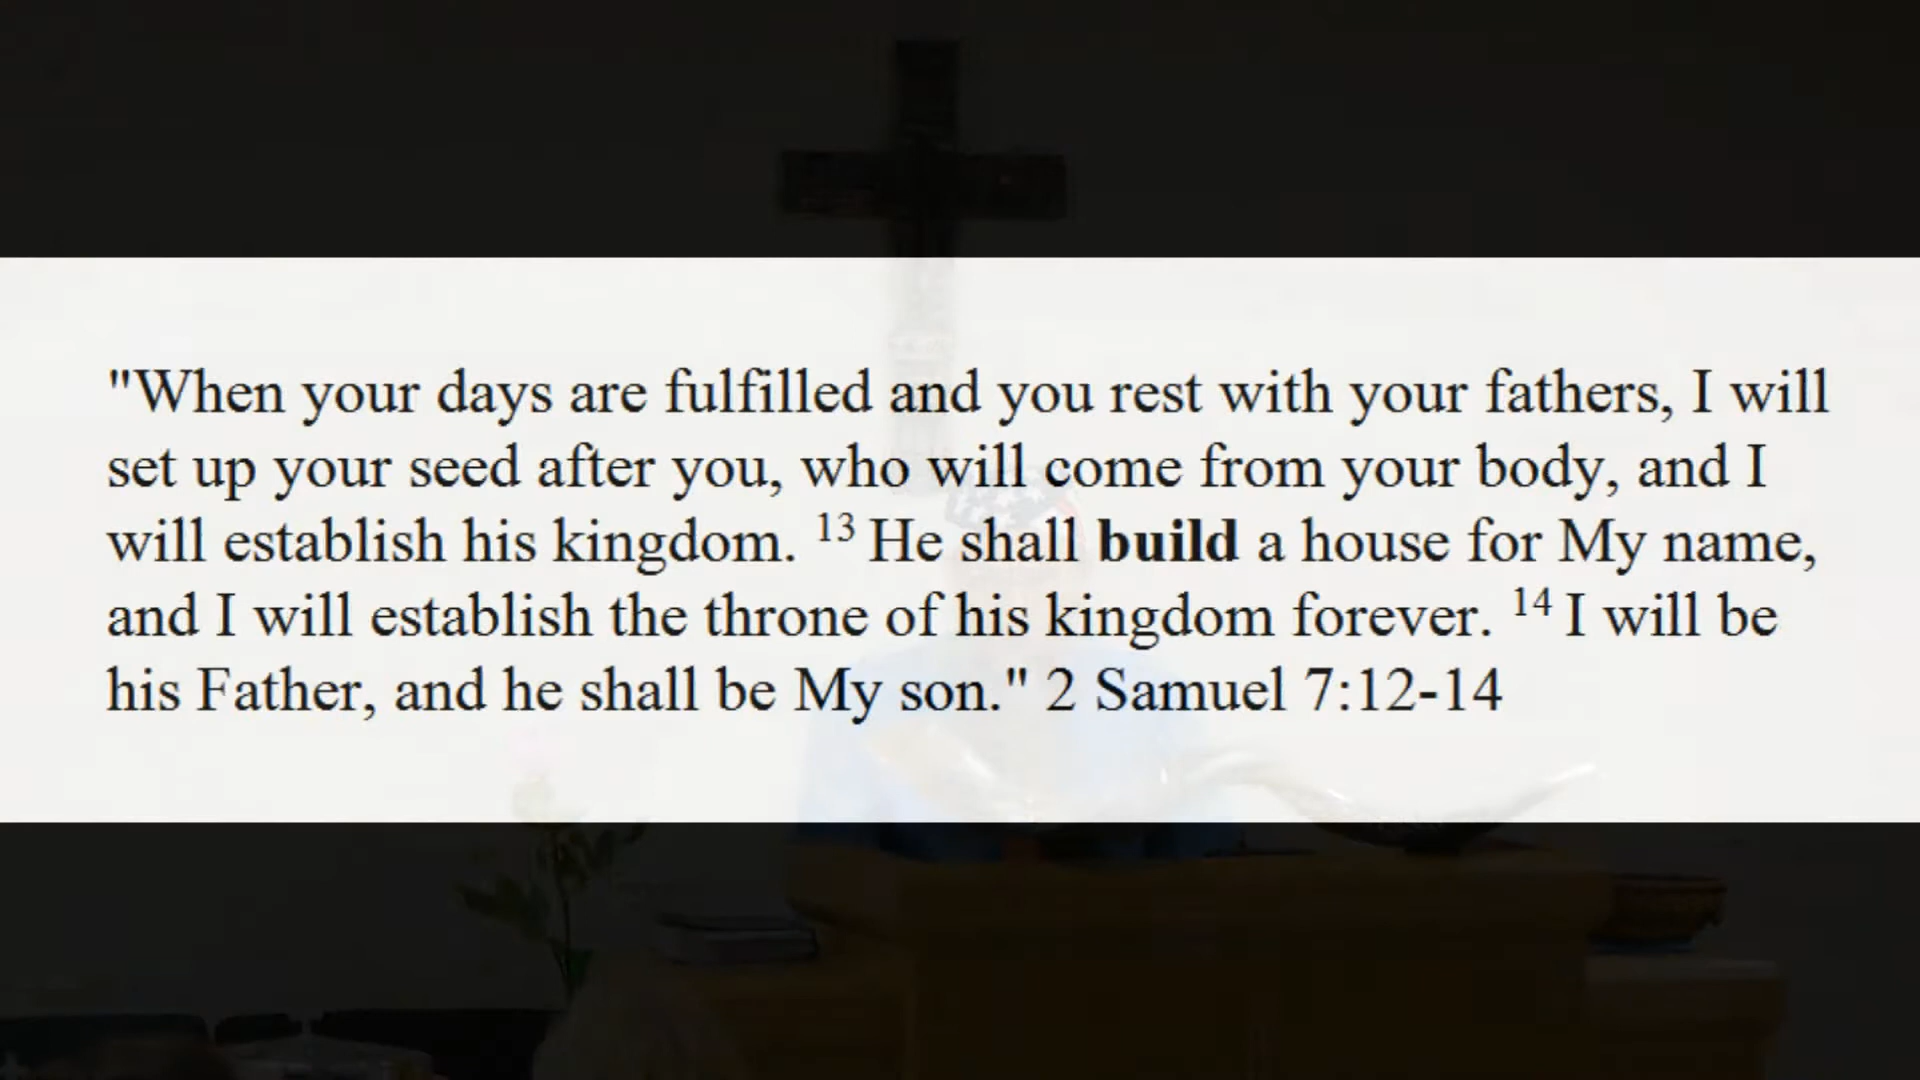 "When your days are fulfilled and you rest with your fathers, I will
set up your seed after you, who will come from your body, and I
will establish his kingdom. 13 He shall build a house for My name,
and I will establish the throne of his kingdom forever. 14 I will be
his Father, and he shall be My son." 2 Samuel 7:12-14